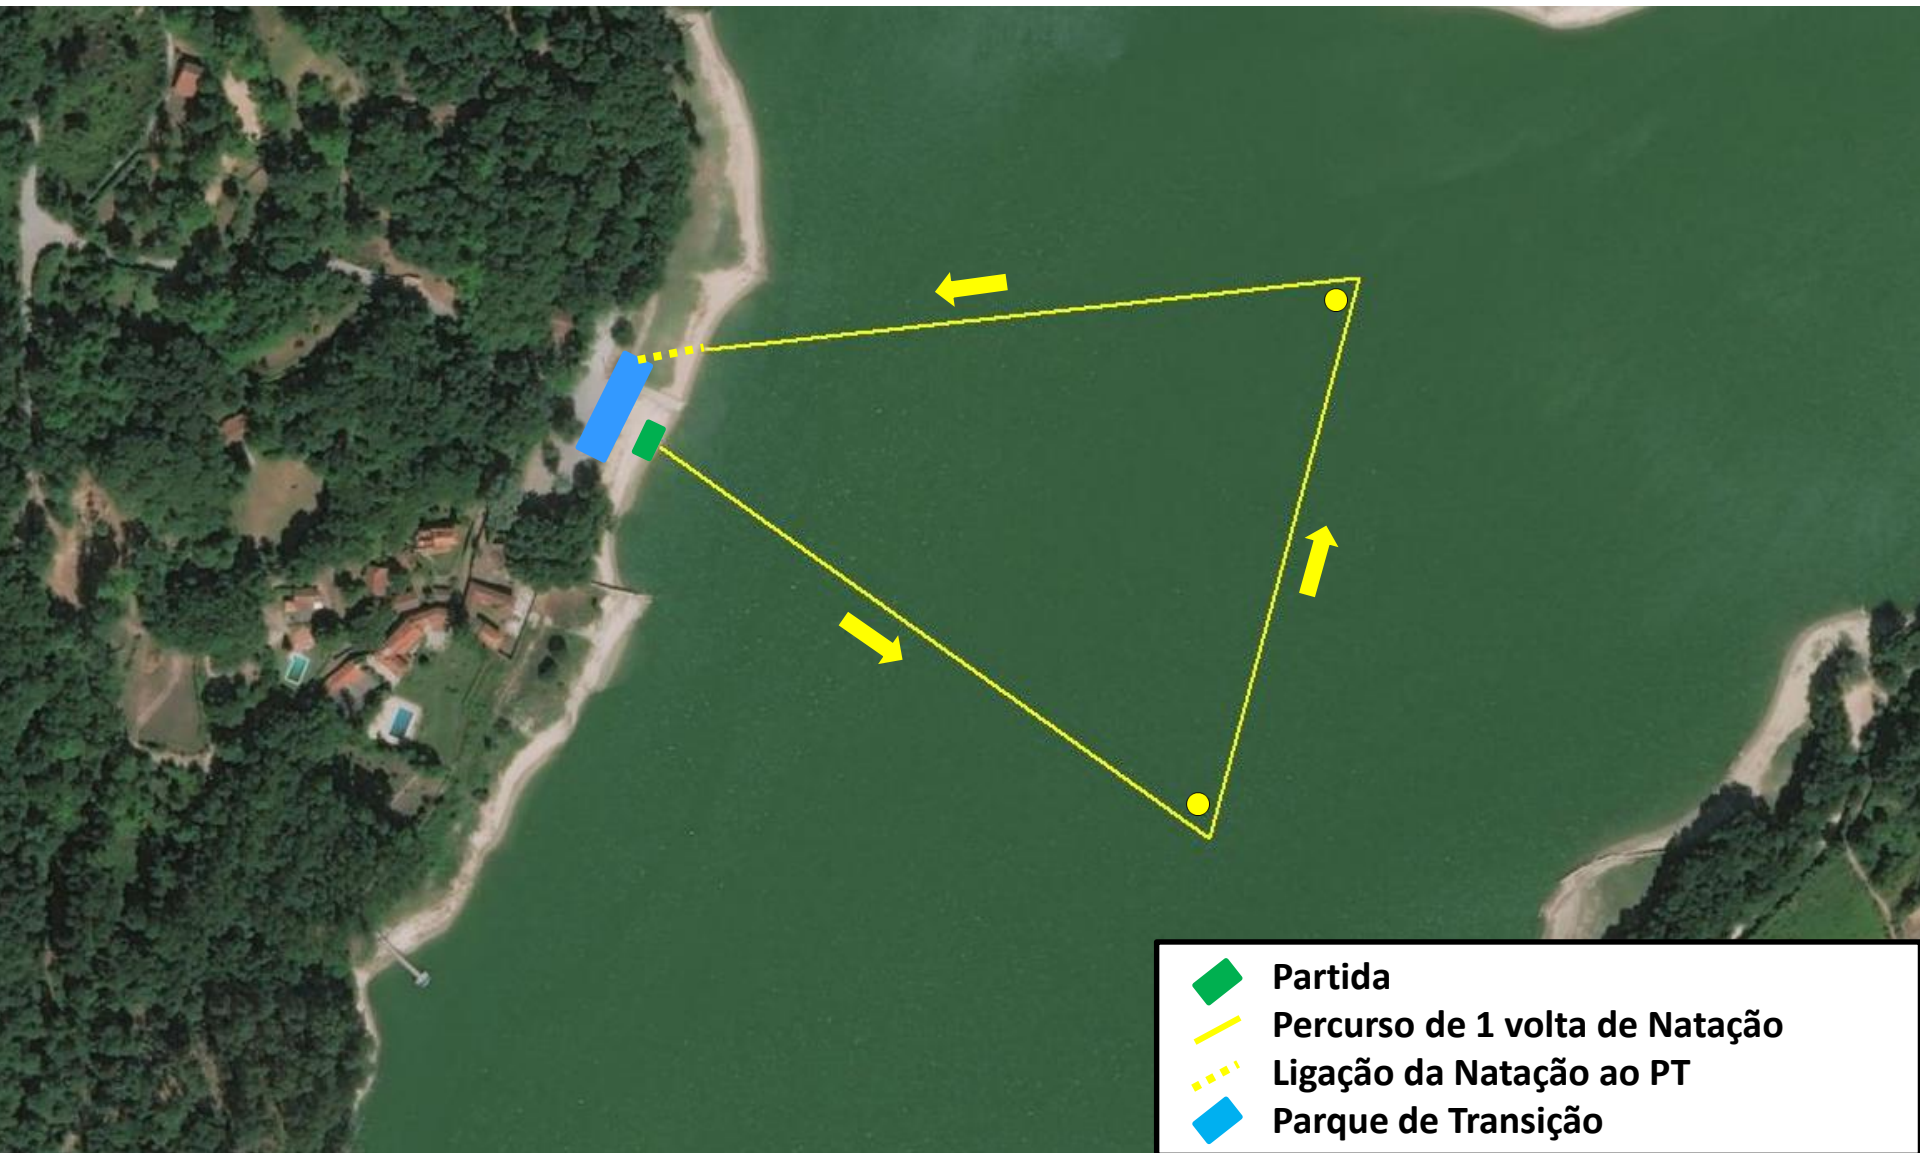 Partida
Percurso de 1 volta de Natação
Ligação da Natação ao PT
Parque de Transição